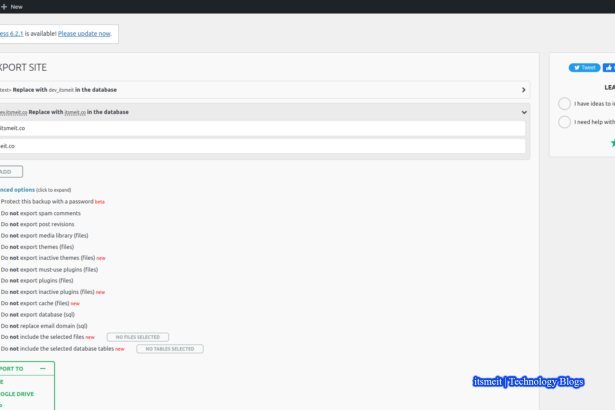 New
ess 6.2.1 is available! Please update now.
XPORT SITE
text> Replace with dev_itsmeit in the database
dev.itsmeit.co Replace with itsmeit.co in the database
itsmeit.co
eit.co
ADD
nced options (click to expand)
Protect this backup with a password beta
Do not export spam comments
Do not export post revisions
Do not export media library (files)
Do not export themes (files)
Do not export inactive themes (files) new
Do not export must-use plugins (files)
Do not export plugins (files)
Do not export inactive plugins (files) new
Do not export cache (files) new
Do not export database (sql)
Do not replace email domain (sql)
Do not include the selected files new NO FILES SELECTED
Do not include the selected database tables new NO TABLES SELECTED
PORT TO
E
OGLE DRIVE
Tweet
LEA
I have ideas to i
I need help with
itsmeit | Technology Blogs